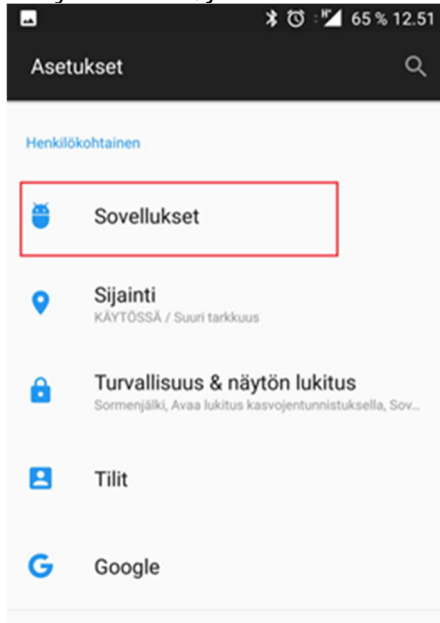 65 % 12.51
Asetukset
Henkilökohtainen
Sovellukset
Sijainti
KÄYTÖSSÄ / Suuri tarkkuus
Turvallisuus & näytön lukitus
Sormenjälki, Avaa lukitus kasvojentunnistuksella, Sov...
Tilit
Google